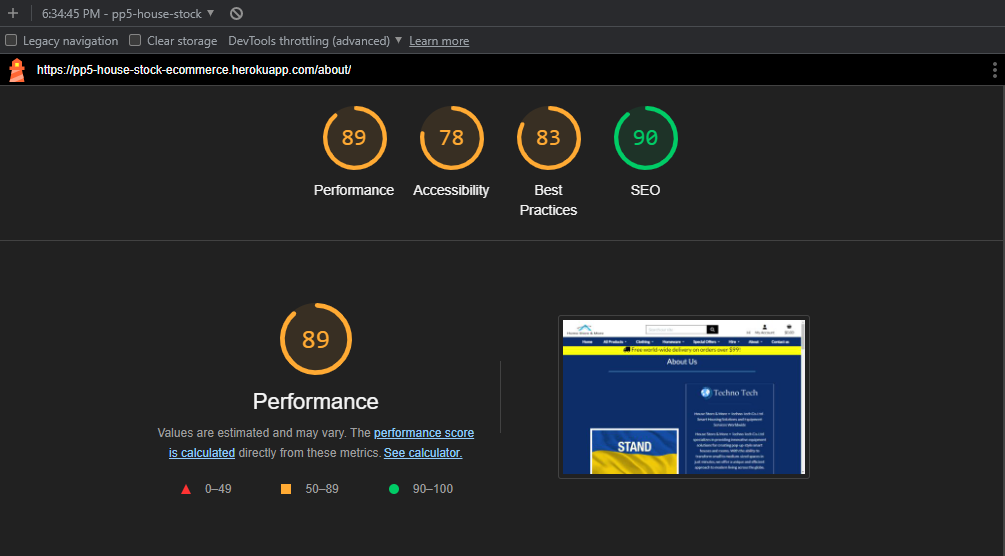 6:34:45 PM - pp5-house-stock
Legacy navigation Clear storage DevTools throttling (advanced) Learn more
https://pp5-house-stock-ecommerce.herokuapp.com/about/
89 78 83 90
Performance Accessibility Best Practices SEO
89
Performance
Values are estimated and may vary. The performance score
is calculated directly from these metrics. See calculator.
0–49 50–89 90–100
Home All Products Clothing Homeware Special Offers Hire About Contact us
Free world-wide delivery on orders over $99!
About Us
Techno Tech
STAND